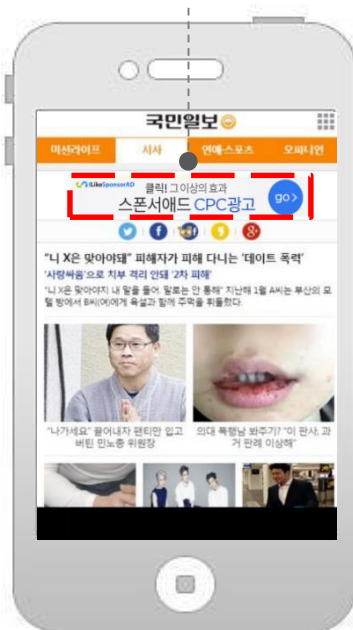 국민일보
미션라이프 시사 연예·스포츠 오피니언
iLikeSponsorAD
클릭! 그 이상의 효과
스폰서애드 CPC광고
go >
"니 X은 맞아야돼" 피해자가 피해 다니는 '데이트 폭력'
'사랑싸움'으로 치부 격리 안돼 '2차 피해'
"니 X은 맞아야지 내 말을 들어. 말로는 안 통해" 지난해 1월 A씨는 부산의 모
텔 방에서 B씨(여)에게 욕설과 함께 주먹을 휘둘렀다.
"나가세요" 끌어내자 팬티만 입고
버틴 민노총 위원장
의대 폭행남 봐주기? "이 판사, 과
거 판례 이상해"